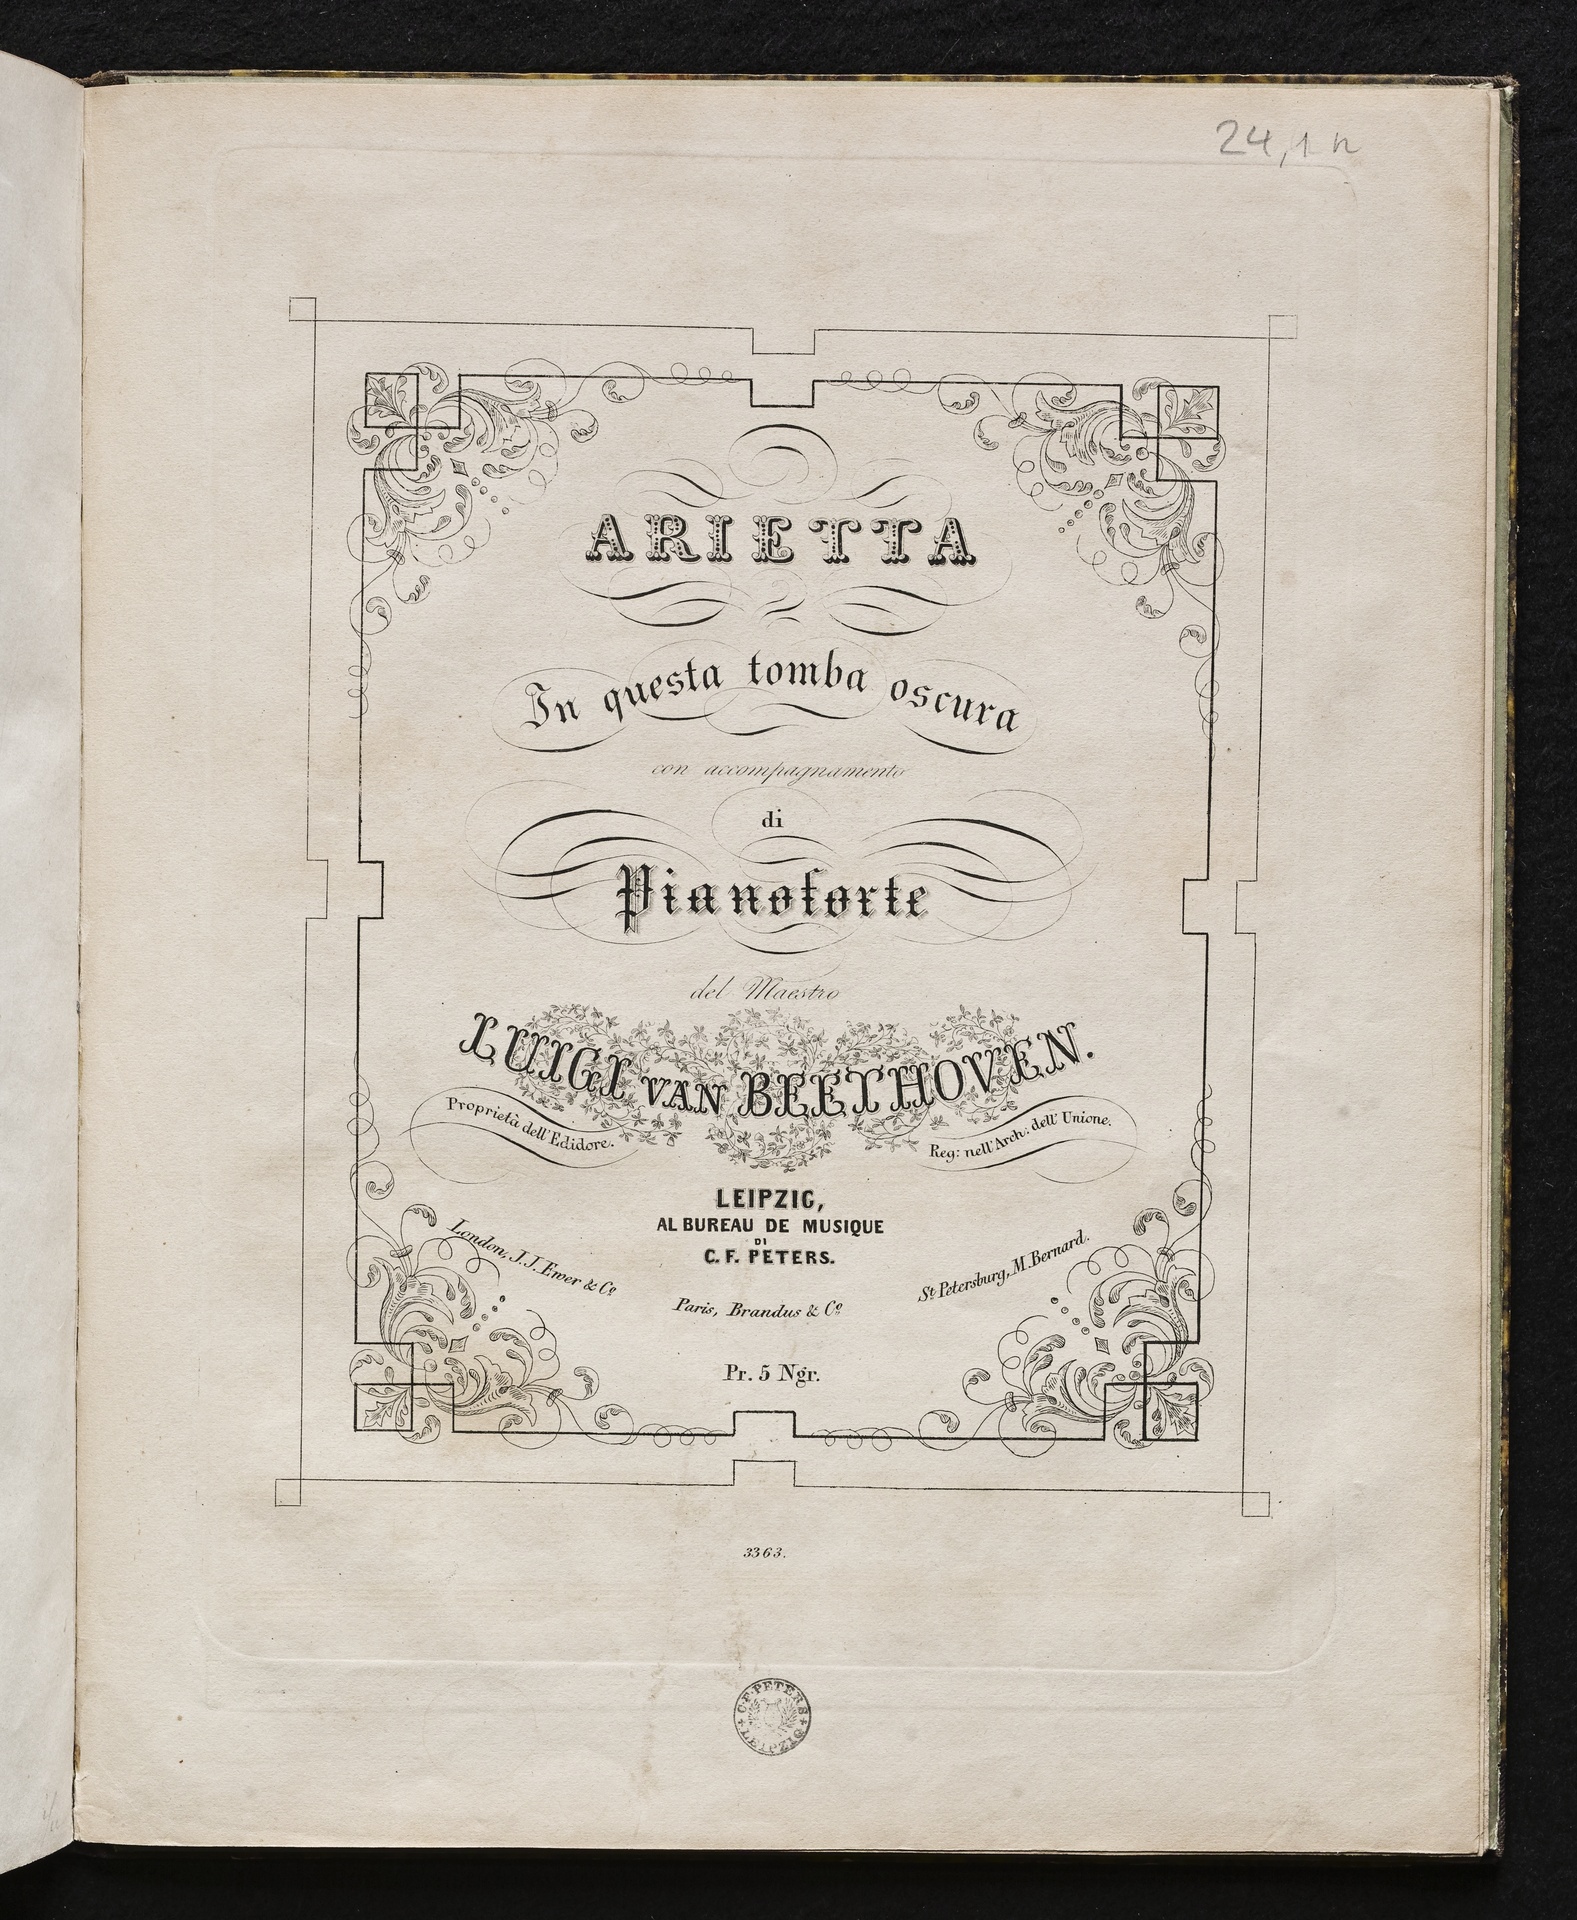 24,1 n
ARIETTA
In questa tomba oscura
con accompagnamento
di
Pianoforte
del Maestro
LUIGI VAN BEETHOVEN.
Proprietà dell'Edidore.
Reg: nell'Arch: dell' Unione.
LEIPZIG,
AL BUREAU DE MUSIQUE
DI
C. F. PETERS.
London, J. J. Ewer & Co.
St. Petersburg, M. Bernard.
Paris, Brandus & Co.
Pr. 5 Ngr.
3363.
C. F. PETERS
LEIPZIG